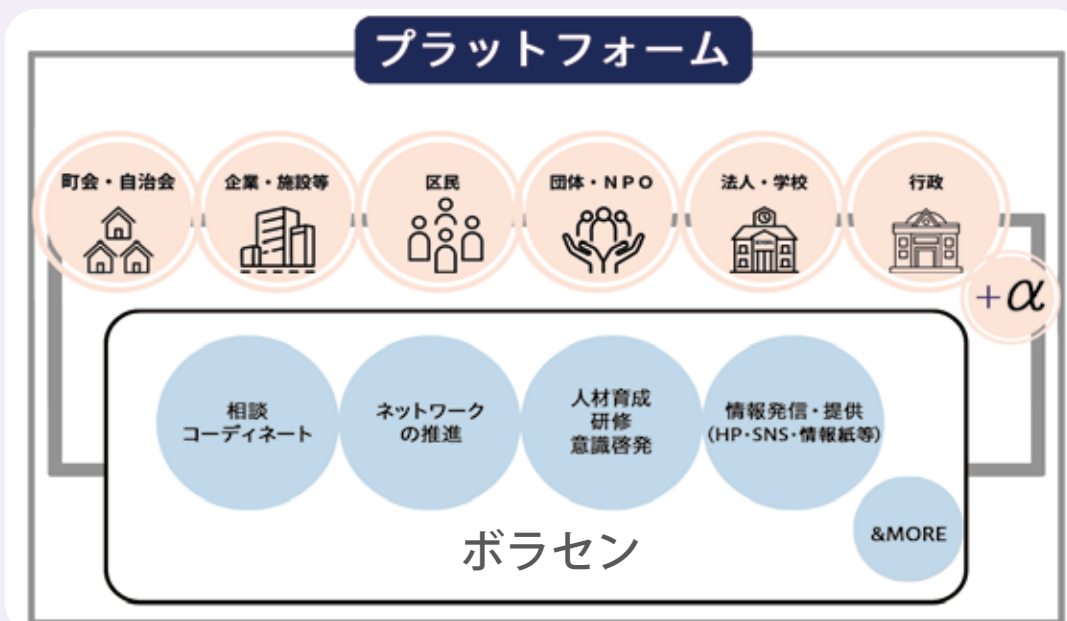 プラットフォーム
町会・自治会
企業・施設等
区民
団体・NPO
法人・学校
行政
+α
相談
コーディネート
ネットワーク
の推進
人材育成
研修
意識啓発
情報発信・提供
(HP・SNS・情報紙等)
&MORE
ボラセン